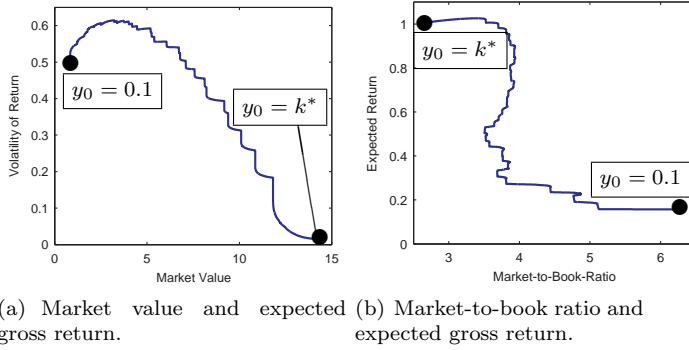 0.6
0.5
0.4
0.3
0.2
0.1
0
0
5
10
15
Volatility of Return
Market Value
y₀ = 0.1
y₀ = k*
1
0.8
0.6
0.4
0.2
0
3
4
5
6
Expected Return
Market-to-Book-Ratio
y₀ = k*
y₀ = 0.1
(a) Market value and expected
gross return.
(b) Market-to-book ratio and
expected gross return.